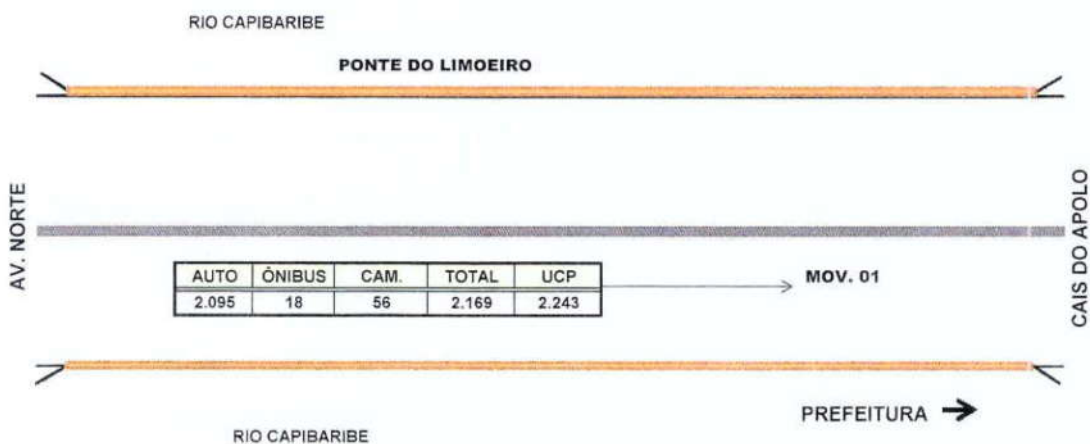 RIO CAPIBARIBE
PONTE DO LIMOEIRO
AV. NORTE
CAIS DO APOLO
AUTO ÔNIBUS CAM. TOTAL UCP
2.095 18 56 2.169 2.243
MOV. 01
PREFEITURA
RIO CAPIBARIBE